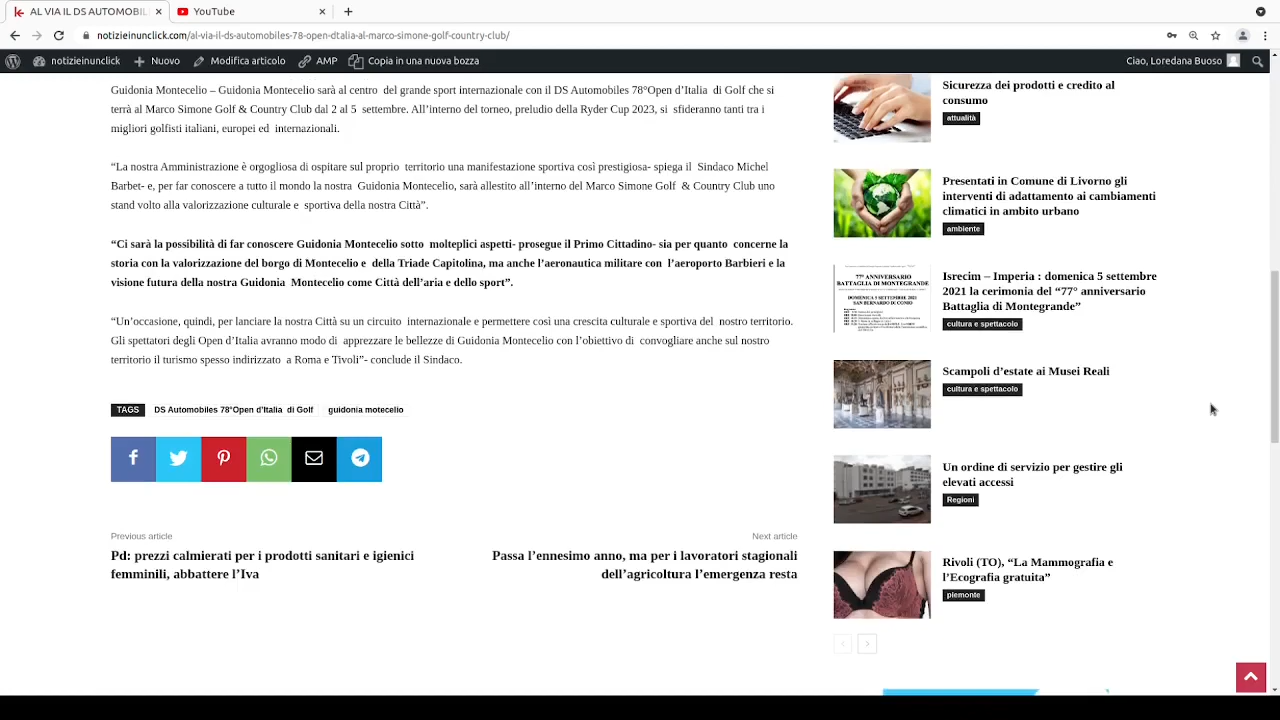 AL VIA IL DS AUTOMOBIL
YouTube
notizieinunclick.com/al-via-il-ds-automobiles-78-open-dtalia-al-marco-simone-golf-country-club/
notizieinunclick
Nuovo
Modifica articolo
AMP
Copia in una nuova bozza
Ciao, Loredana Buoso
Guidonia Montecelio – Guidonia Montecelio sarà al centro del grande sport internazionale con il DS Automobiles 78°Open d’Italia di Golf che si
terrà al Marco Simone Golf & Country Club dal 2 al 5 settembre. All’interno del torneo, preludio della Ryder Cup 2023, si sfideranno tanti tra i
migliori golfisti italiani, europei ed internazionali.
“La nostra Amministrazione è orgogliosa di ospitare sul proprio territorio una manifestazione sportiva così prestigiosa- spiega il Sindaco Michel
Barbet- e, per far conoscere a tutto il mondo la nostra Guidonia Montecelio, sarà allestito all’interno del Marco Simone Golf & Country Club uno
stand volto alla valorizzazione culturale e sportiva della nostra Città”.
“Ci sarà la possibilità di far conoscere Guidonia Montecelio sotto molteplici aspetti- prosegue il Primo Cittadino- sia per quanto concerne la
storia con la valorizzazione del borgo di Montecelio e della Triade Capitolina, ma anche l’aeronautica militare con l’aeroporto Barbieri e la
visione futura della nostra Guidonia Montecelio come Città dell’aria e dello sport”.
“Un’occasione, quindi, per lanciare la nostra Città su un circuito internazionale e permettere così una crescita culturale e sportiva del nostro territorio.
Gli spettatori degli Open d’Italia avranno modo di apprezzare le bellezze di Guidonia Montecelio con l’obiettivo di convogliare anche sul nostro
territorio il turismo spesso indirizzato a Roma e Tivoli”- conclude il Sindaco.
TAGS
DS Automobiles 78°Open d’Italia di Golf
guidonia motecelio
Previous article
Pd: prezzi calmierati per i prodotti sanitari e igienici
femminili, abbattere l’Iva
Next article
Passa l’ennesimo anno, ma per i lavoratori stagionali
dell’agricoltura l’emergenza resta
Sicurezza dei prodotti e credito al
consumo
attualità
Presentati in Comune di Livorno gli
interventi di adattamento ai cambiamenti
climatici in ambito urbano
ambiente
77° ANNIVERSARIO
BATTAGLIA DI MONTEGRANDE
DOMENICA 5 SETTEMBRE 2021
SAN BERNARDO DI CONIO
Isrecim – Imperia : domenica 5 settembre
2021 la cerimonia del “77° anniversario
Battaglia di Montegrande”
cultura e spettacolo
Scampoli d’estate ai Musei Reali
cultura e spettacolo
Un ordine di servizio per gestire gli
elevati accessi
Regioni
Rivoli (TO), “La Mammografia e
l’Ecografia gratuita”
piemonte